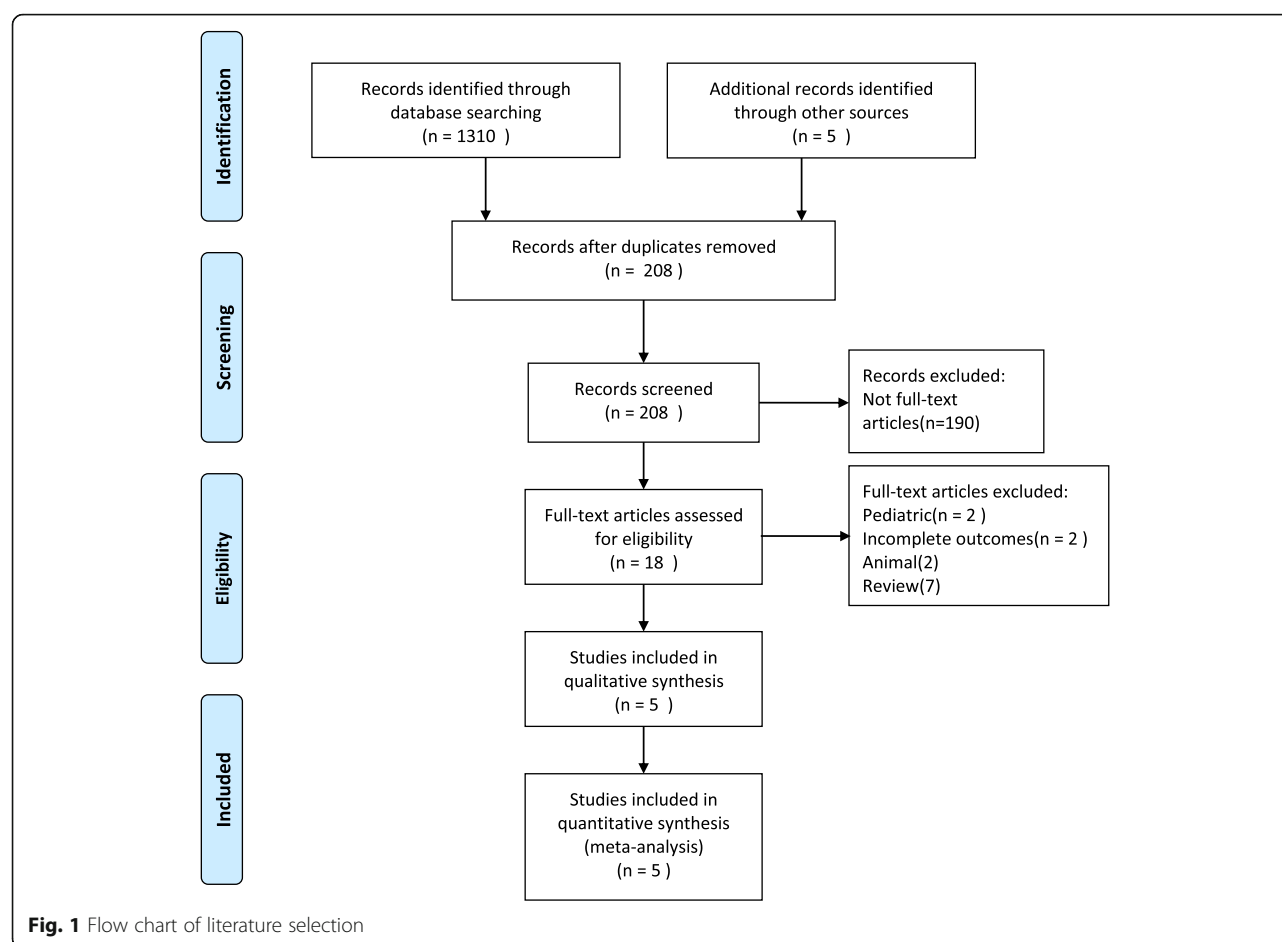 Identification
Records identified through
database searching
(n = 1310  )
Additional records identified
through other sources
(n = 5  )
Records after duplicates removed
(n =  208 )
Screening
Records screened
(n = 208  )
Records excluded:
Not full-text
articles(n=190)
Eligibility
Full-text articles assessed
for eligibility
(n = 18  )
Full-text articles excluded:
Pediatric(n = 2 )
Incomplete outcomes(n = 2 )
Animal(2)
Review(7)
Studies included in
qualitative synthesis
(n = 5  )
Included
Studies included in
quantitative synthesis
(meta-analysis)
(n = 5 )
Fig. 1 Flow chart of literature selection